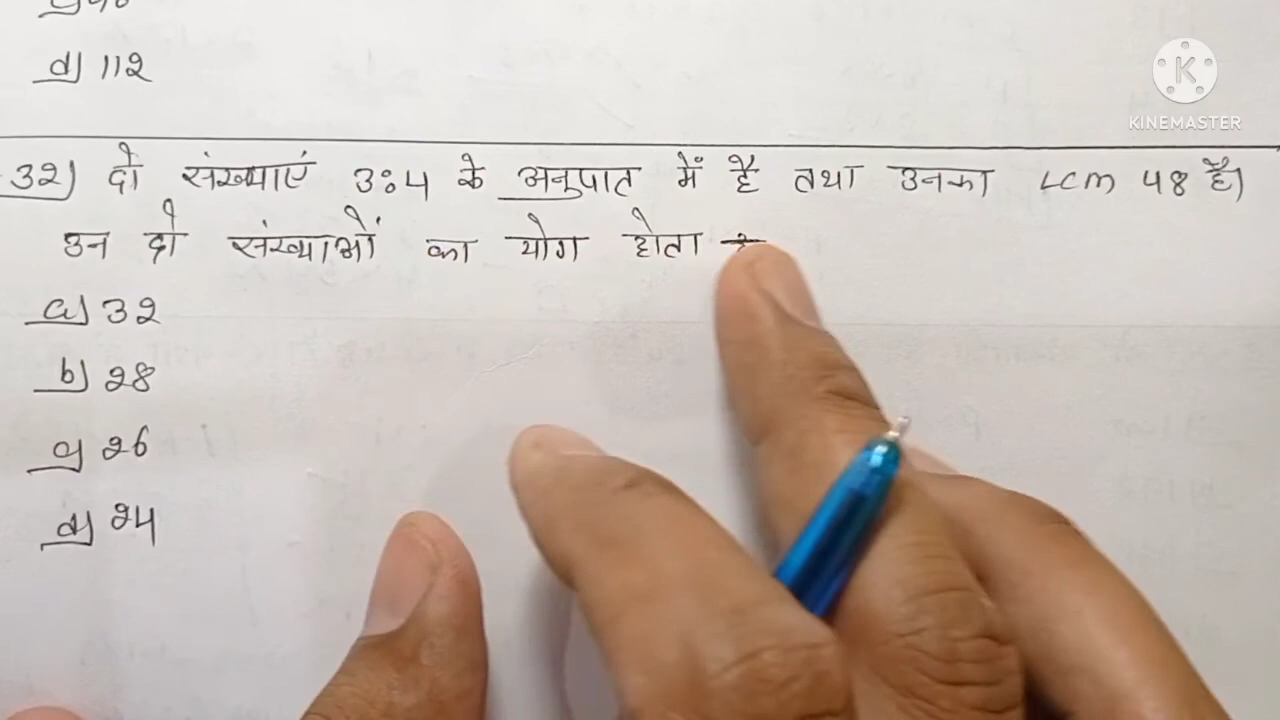 d) 112
K
KINEMASTER
32) दो संख्याएं 3:4 के अनुपात में है तथा उनका LCM 48 है।
उन दो संख्याओं का योग होता
a) 32
b) 28
c) 26
d) 24